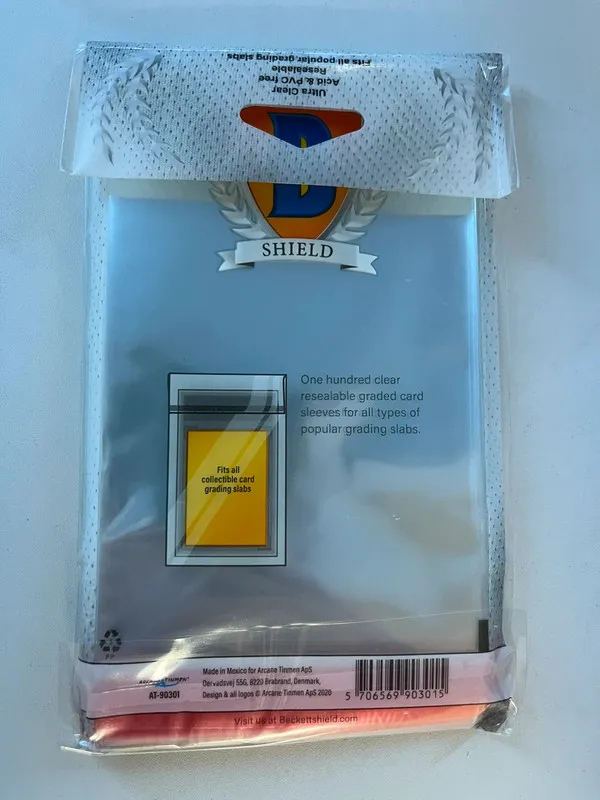 Ultra Clear
Acid & PVC free
Resealable
Fits all popular grading slabs
B
SHIELD
One hundred clear
resealable graded card
sleeves for all types of
popular grading slabs.
Fits all
collectible card
grading slabs
PP
ARCANE TINMEN
AT-90301
Made in Mexico for Arcane Tinmen ApS
Oervadsvej 55G, 8220 Brabrand, Denmark,
Design & all logos © Arcane Tinmen ApS 2020
5 706569 903015
Visit us at Beckettshield.com